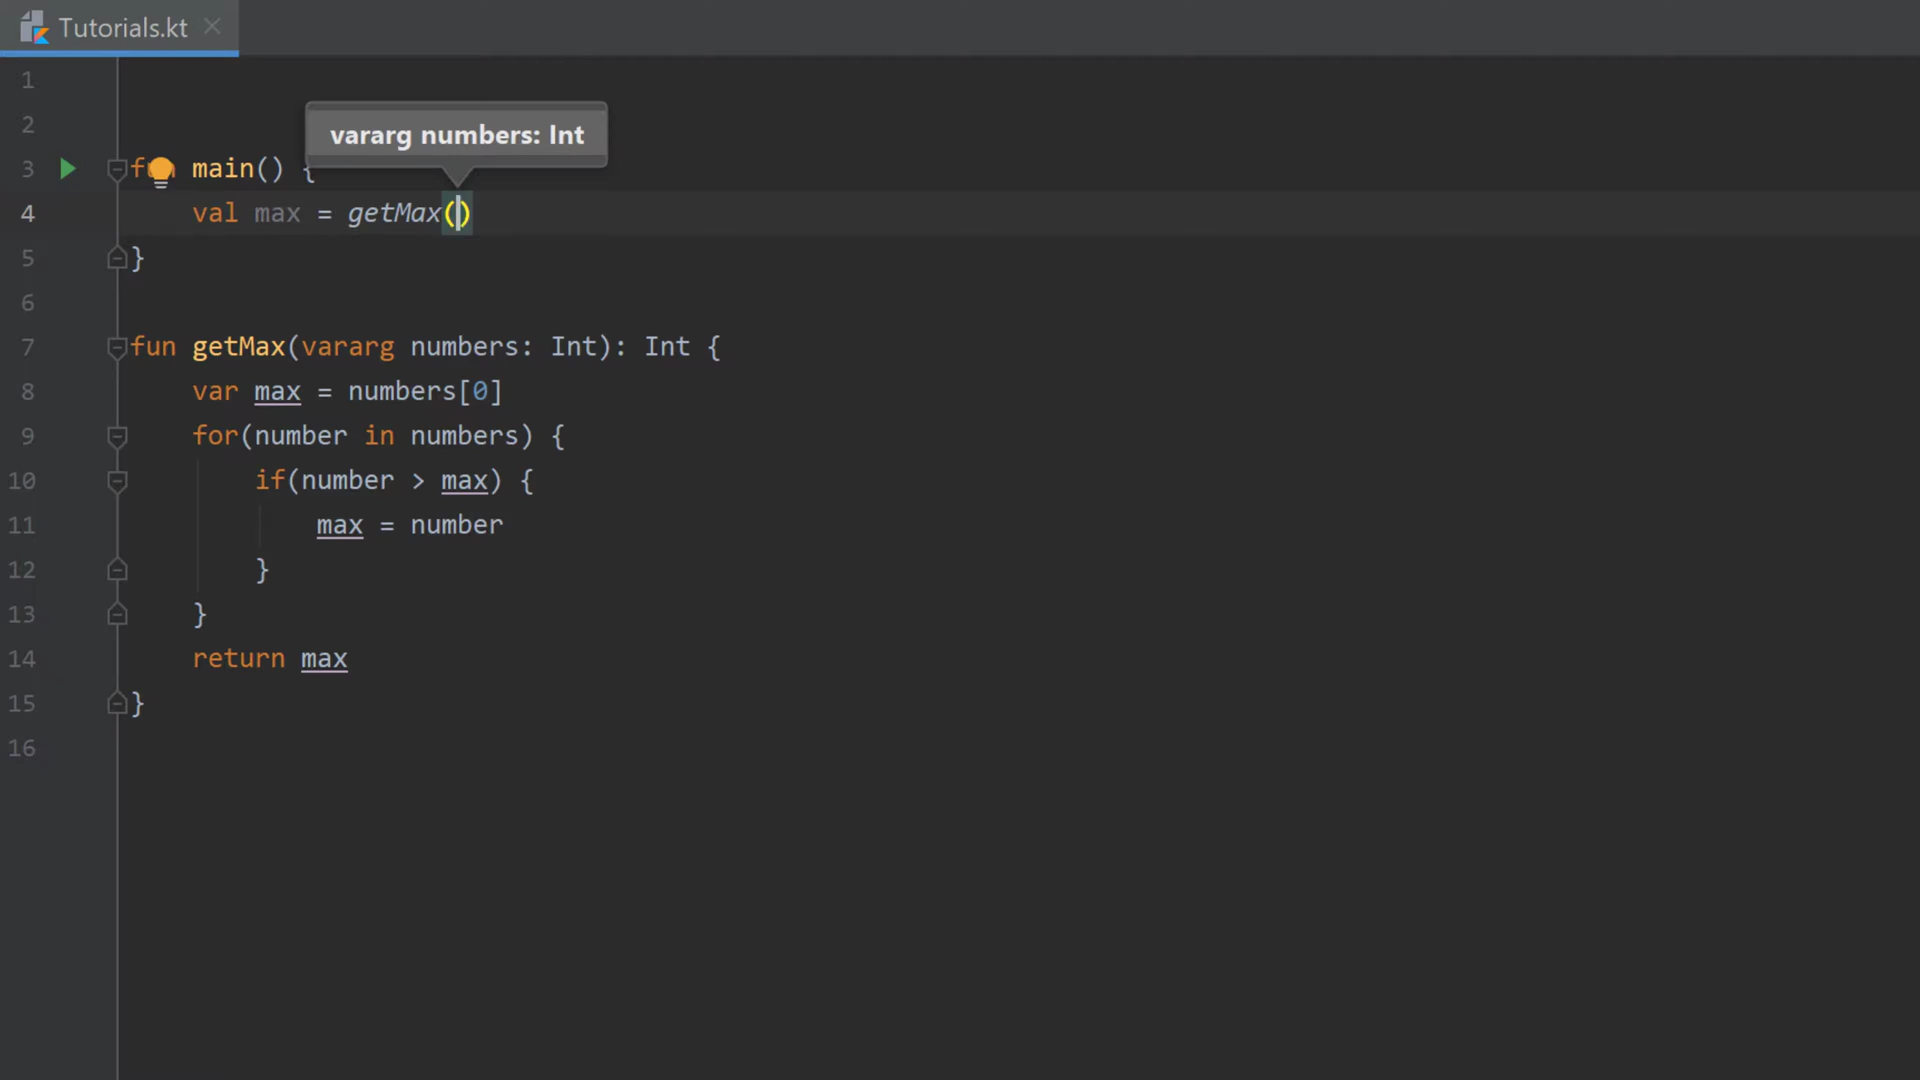 Tutorials.kt
1
2
vararg numbers: Int
3 fun main() {
4 val max = getMax()
5 }
6
7 fun getMax(vararg numbers: Int): Int {
8 var max = numbers[0]
9 for(number in numbers) {
10 if(number > max) {
11 max = number
12 }
13 }
14 return max
15 }
16